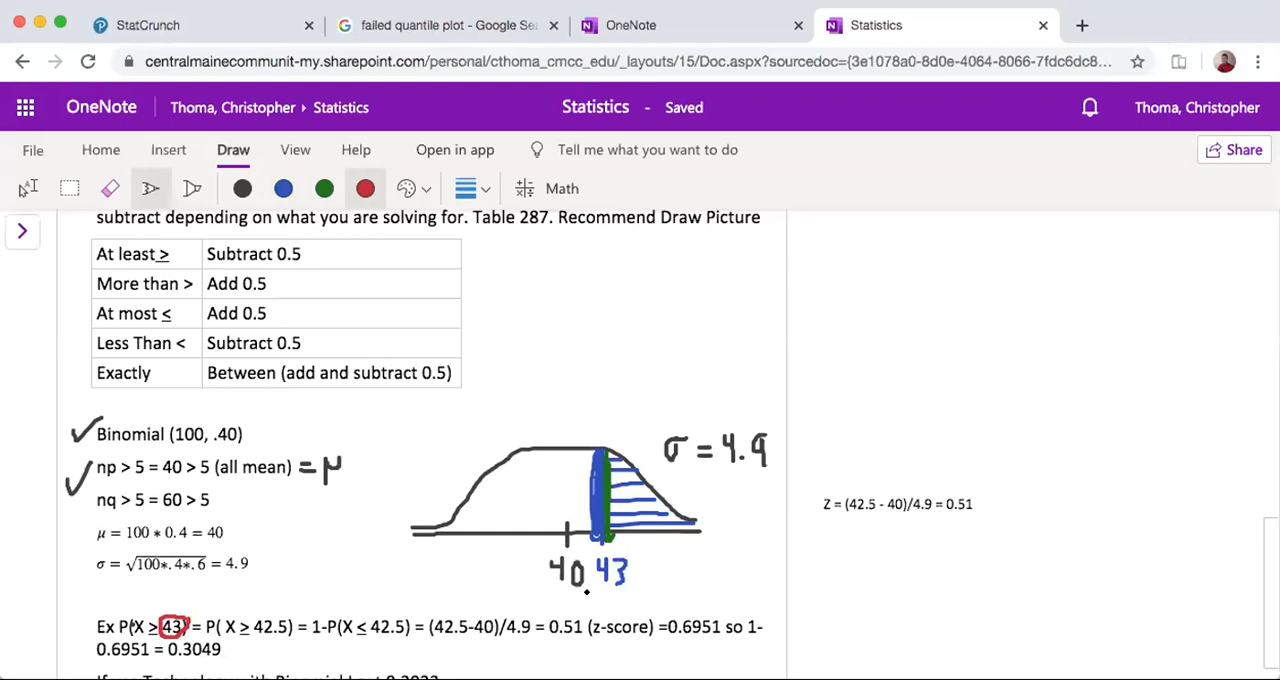 StatCrunch
failed quantile plot - Google Sea
OneNote
Statistics
centralmainecommunit-my.sharepoint.com/personal/cthoma_cmcc_edu/_layouts/15/Doc.aspx?sourcedoc={3e1078a0-8d0e-4064-8066-7fdc6dc8...
OneNote Thoma, Christopher › Statistics Statistics - Saved Thoma, Christopher
File Home Insert Draw View Help Open in app Tell me what you want to do Share
Math
subtract depending on what you are solving for. Table 287. Recommend Draw Picture
At least > Subtract 0.5
More than > Add 0.5
At most ≤ Add 0.5
Less Than < Subtract 0.5
Exactly Between (add and subtract 0.5)
Binomial (100, .40)
np > 5 = 40 > 5 (all mean) = μ
nq > 5 = 60 > 5
μ = 100 * 0.4 = 40
σ = √100*.4*.6 = 4.9
σ = 4.9
40 43
Z = (42.5 - 40)/4.9 = 0.51
Ex P(X ≥ 43) = P( X ≥ 42.5) = 1-P(X ≤ 42.5) = (42.5-40)/4.9 = 0.51 (z-score) =0.6951 so 1-
0.6951 = 0.3049